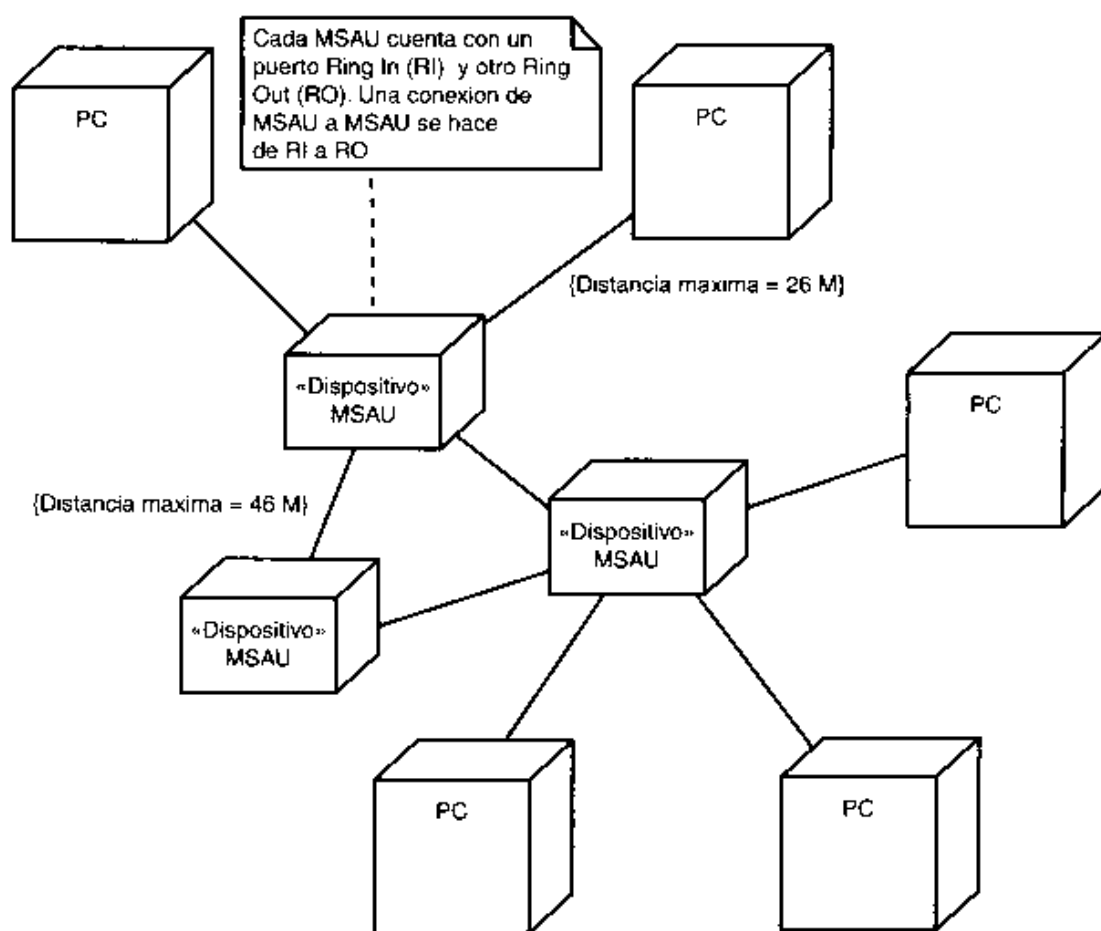 Cada MSAU cuenta con un
puerto Ring In (RI) y otro Ring
Out (RO). Una conexion de
MSAU a MSAU se hace
de RI a RO
PC
PC
{Distancia maxima = 26 M}
«Dispositivo»
MSAU
PC
{Distancia maxima = 46 M}
«Dispositivo»
MSAU
«Dispositivo»
MSAU
PC
PC